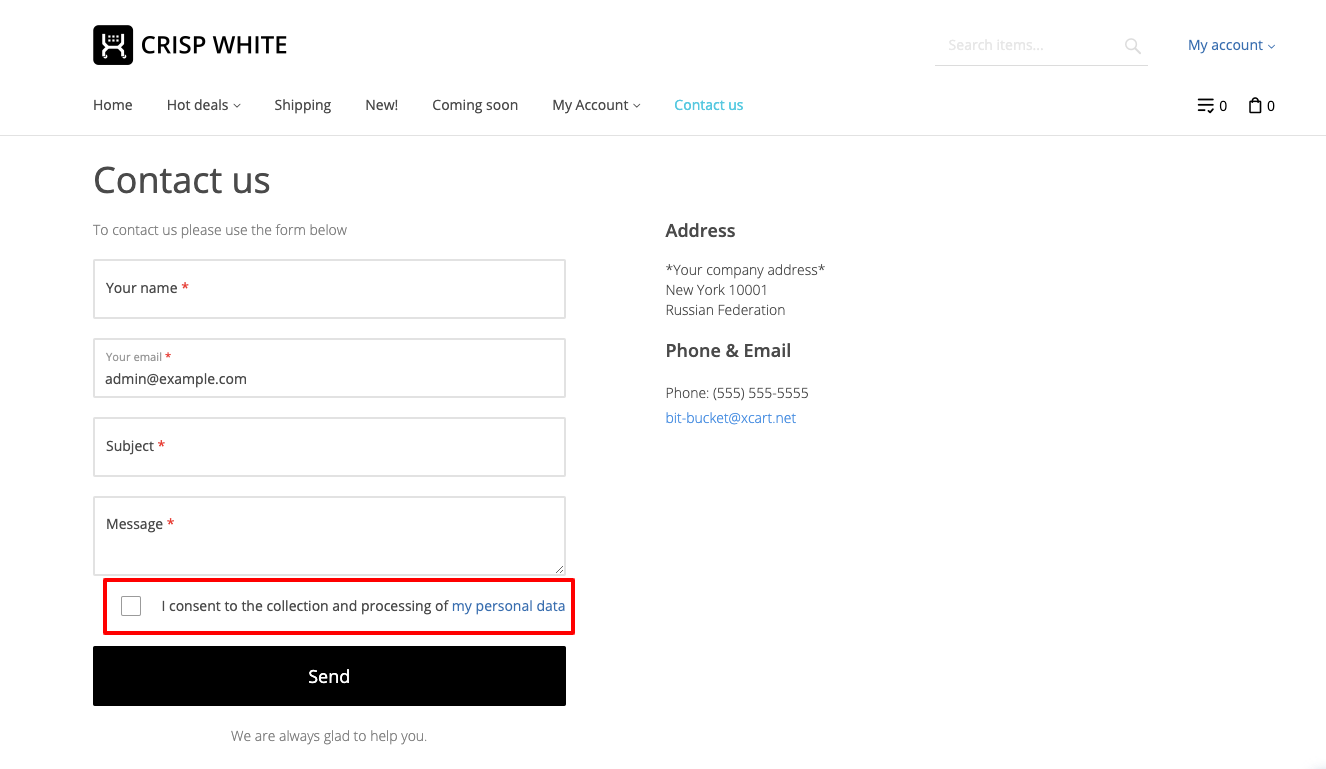 CRISP WHITE
Search items...
My account
Home
Hot deals
Shipping
New!
Coming soon
My Account
Contact us
0
0
Contact us
To contact us please use the form below
Your name *
Your email *
admin@example.com
Subject *
Message *
I consent to the collection and processing of my personal data
Send
We are always glad to help you.
Address
*Your company address*
New York 10001
Russian Federation
Phone & Email
Phone: (555) 555-5555
bit-bucket@xcart.net